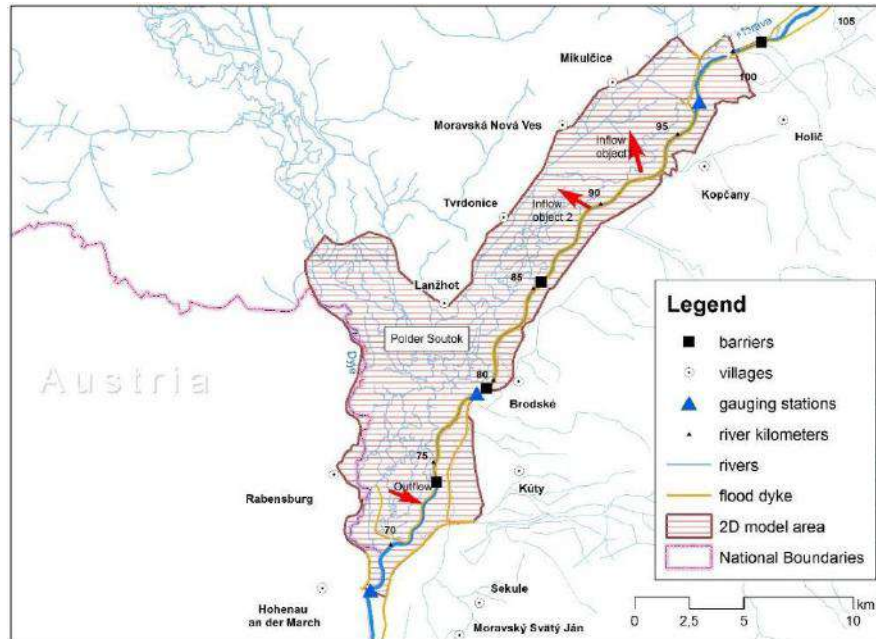 105
Morava
Mikulčice
100
Moravská Nová Ves
95
Holič
Inflow
object
Kopčany
90
Tvrdonice
Inflow
object 2
85
Lanžhot
Polder Soutok
Dyje
Austria
80
Brodské
75
Rabensburg
Outflow
Kúty
70
Hohenau
an der March
Sekule
Moravský Svätý Ján
Legend
barriers
villages
gauging stations
river kilometers
rivers
flood dyke
2D model area
National Boundaries
km
0 2,5 5 10